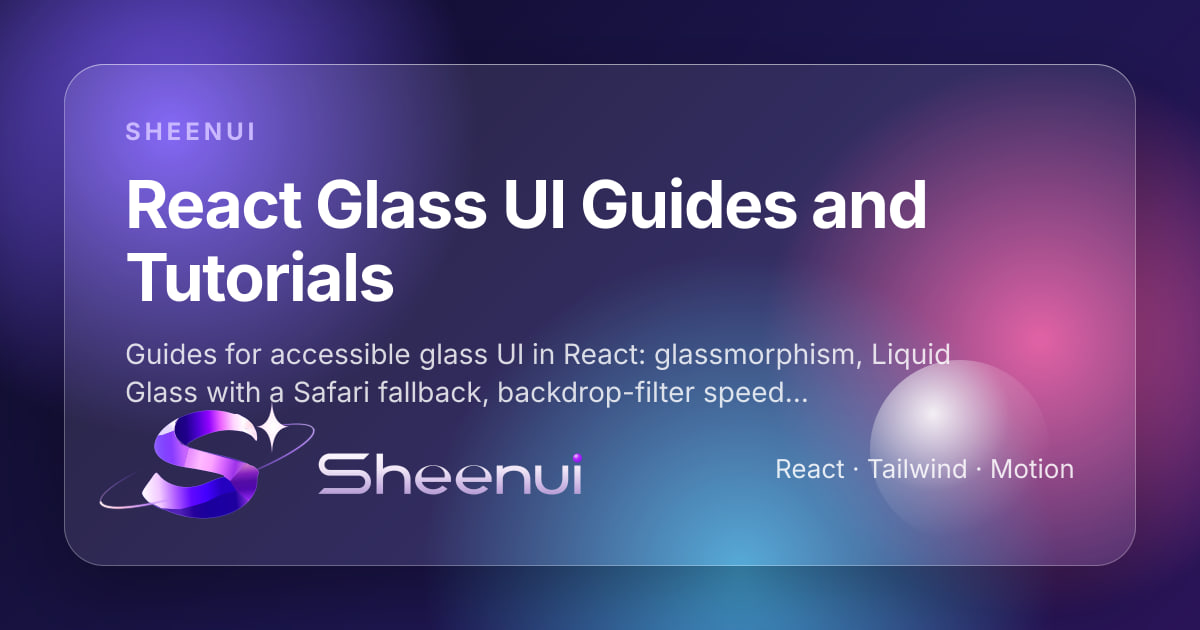 SHEENUI
React Glass UI Guides and
Tutorials
Guides for accessible glass UI in React: glassmorphism, Liquid
Glass with a Safari fallback, backdrop-filter speed...
Sheenui
React · Tailwind · Motion